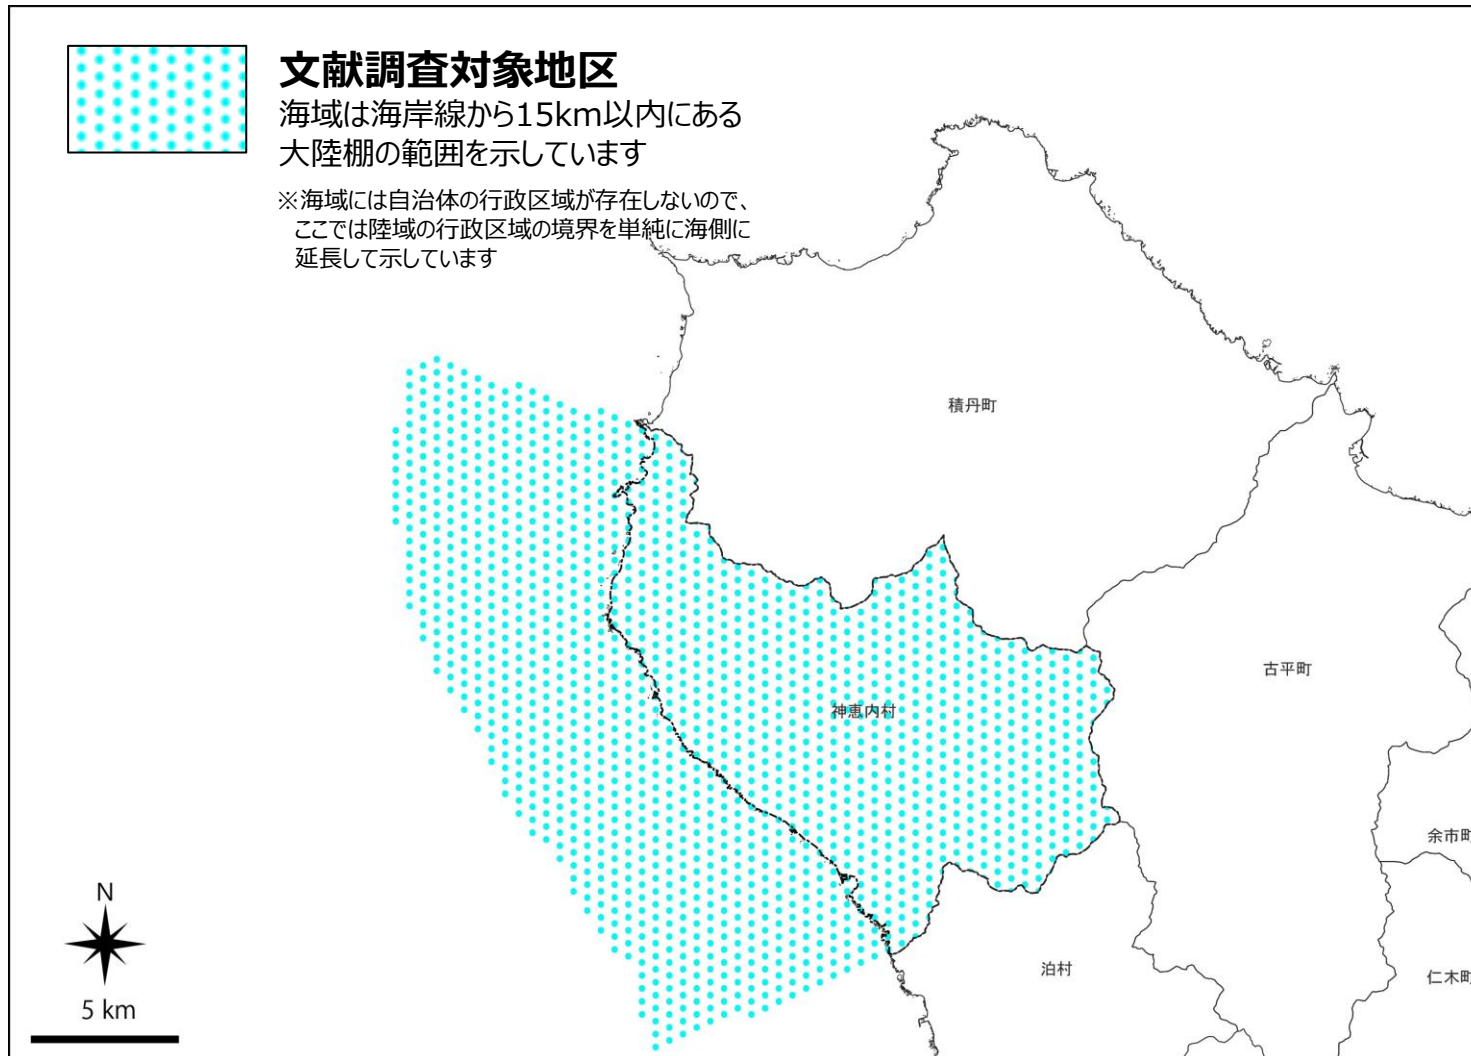 文献調査対象地区
海域は海岸線から15km以内にある
大陸棚の範囲を示しています
※海域には自治体の行政区域が存在しないので、
ここでは陸域の行政区域の境界を単純に海側に
延長して示しています
積丹町
古平町
神恵内村
余市町
N
泊村
仁木町
5 km